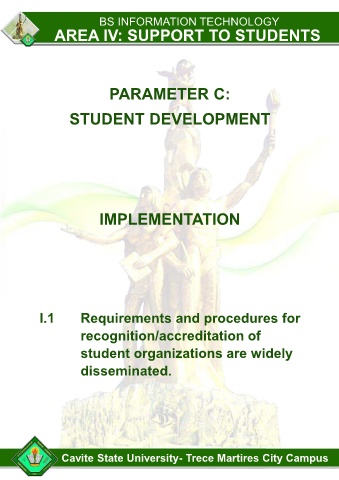 BS INFORMATION TECHNOLOGY
AREA IV: SUPPORT TO STUDENTS
PARAMETER C:
STUDENT DEVELOPMENT
IMPLEMENTATION
I.1 Requirements and procedures for
recognition/accreditation of
student organizations are widely
disseminated.
Cavite State University- Trece Martires City Campus